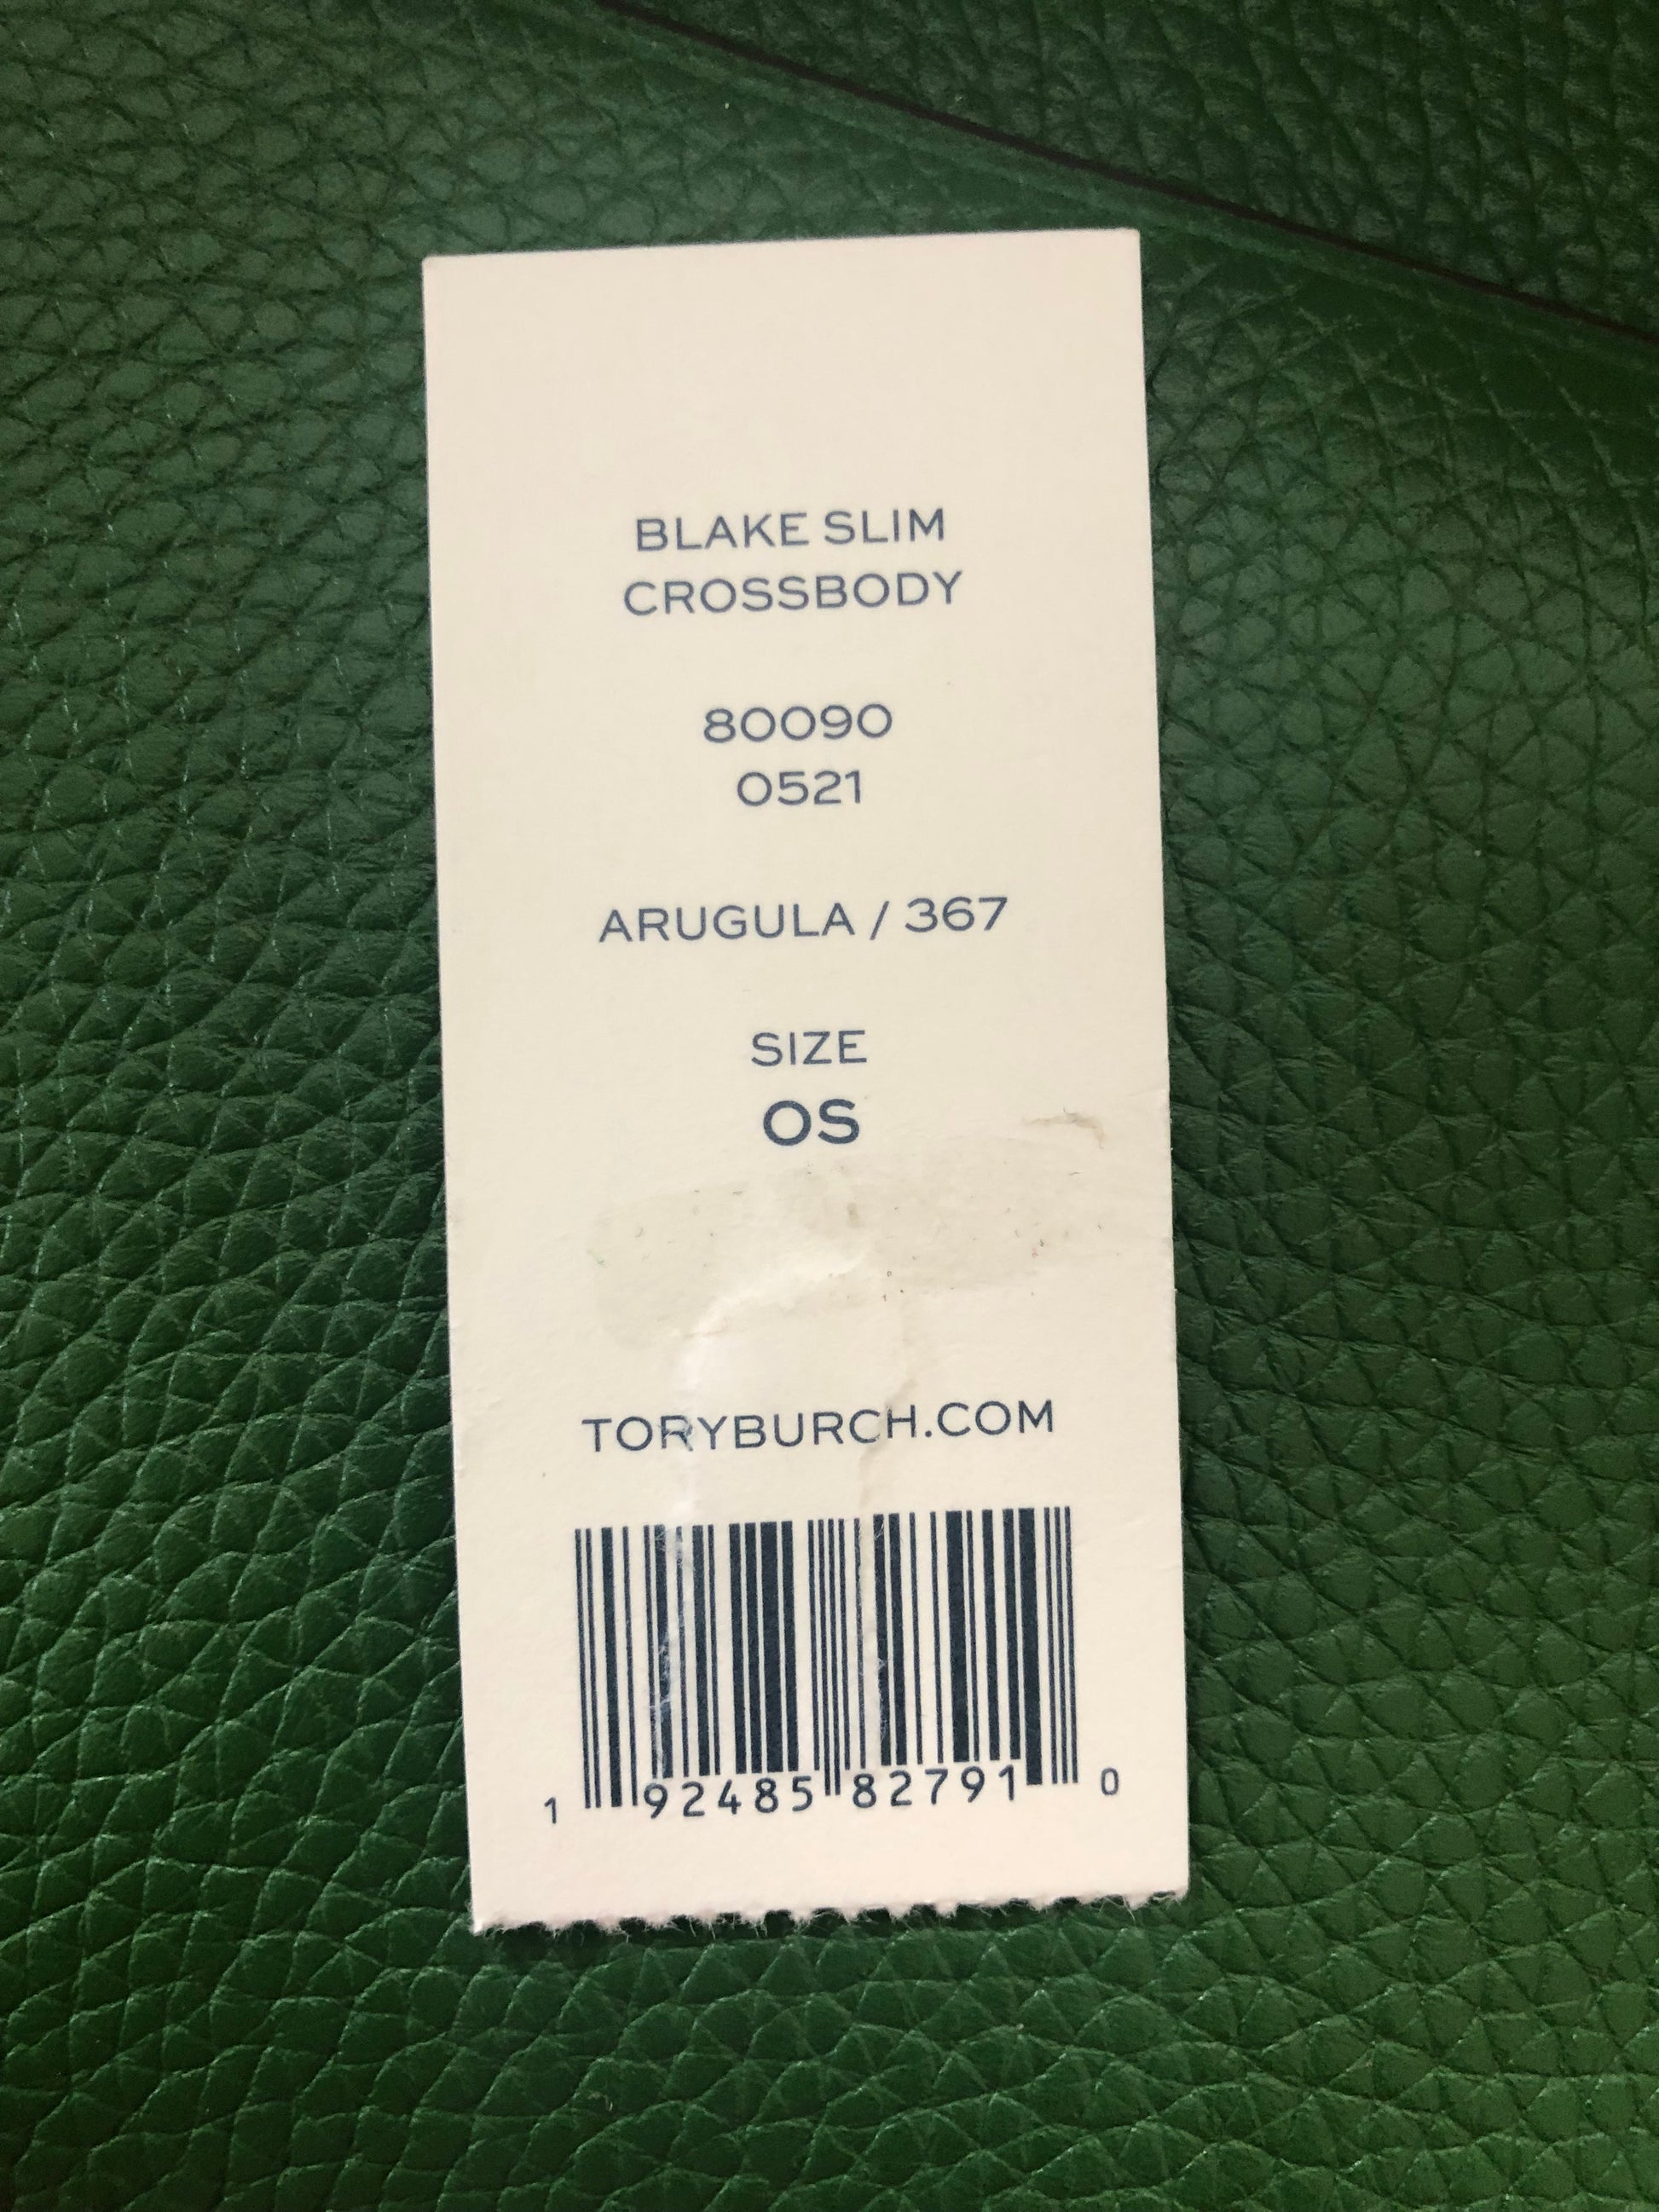 BLAKE SLIM
CROSSBODY
80090
0521
ARUGULA / 367
SIZE
OS
TORYBURCH.COM
1 92485 82791 0